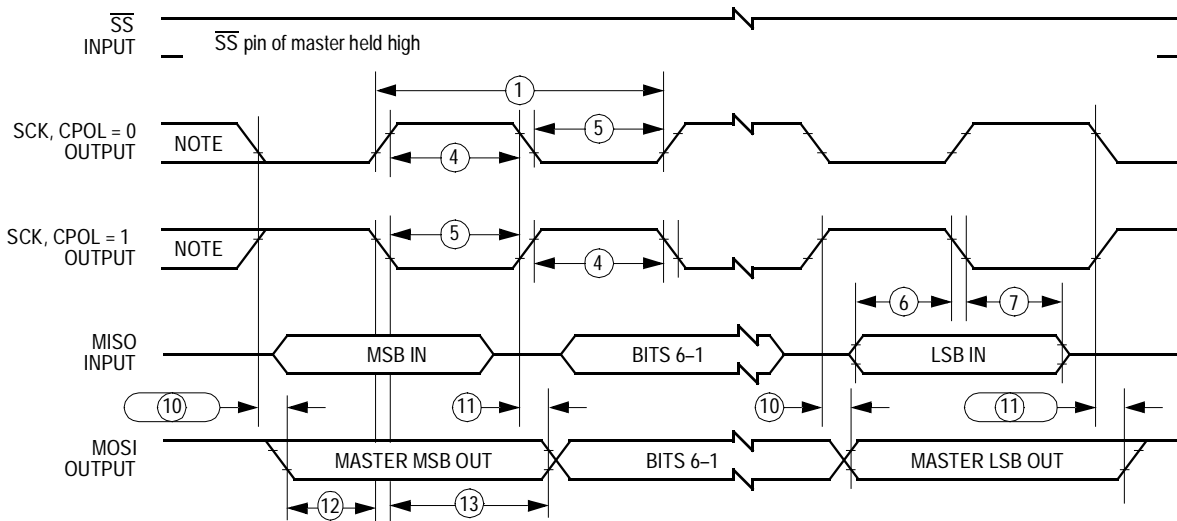 SS
INPUT
SS pin of master held high
1
SCK, CPOL = 0
OUTPUT
NOTE
5
4
SCK, CPOL = 1
OUTPUT
NOTE
5
4
6
7
MISO
INPUT
MSB IN
BITS 6–1
LSB IN
10
11
10
11
MOSI
OUTPUT
MASTER MSB OUT
BITS 6–1
MASTER LSB OUT
12
13